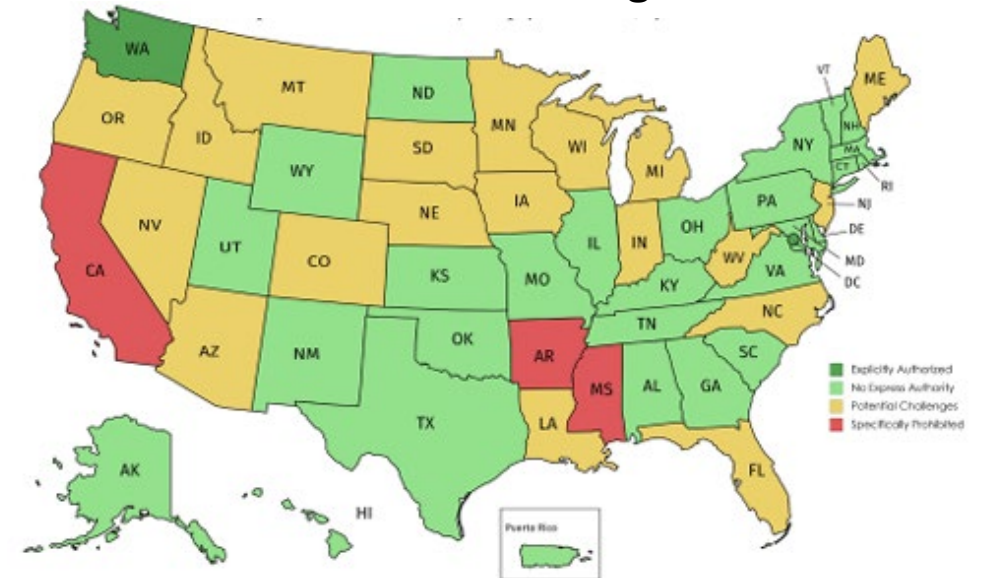 WA
MT
ND
MN
ME
VT
OR
ID
SD
WI
MI
NY
NH
MA
CT
RI
WY
NV
UT
CO
NE
IA
IL
IN
OH
PA
NJ
DE
MD
DC
CA
KS
MO
KY
WV
VA
AZ
NM
OK
AR
TN
NC
SC
TX
LA
MS
AL
GA
FL
AK
HI
Puerto Rico
Explicitly Authorized
No Express Authority
Potential Challenges
Specifically Prohibited